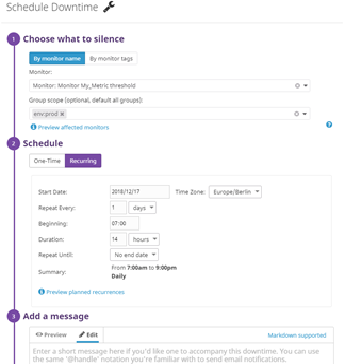 Schedule Downtime
1 Choose what to silence
By monitor name By monitor tags
Monitor:
Monitor: Monitor My_Metric threshold
Group scope (optional, default all groups):
env:prod x
Preview affected monitors ?
2 Schedule
One-Time Recurring
Start Date: 2018/12/17 Time Zone: Europe/Berlin
Repeat Every: 1 days
Beginning: 07:00
Duration: 14 hours
Repeat Until: No end date
Summary: from 7:00am to 9:00pm
Daily
Preview planned recurrences
3 Add a message
Preview Edit Markdown supported
Enter a short message here if you'd like one to accompany this downtime. You can use
the same '@handle' notation you're familiar with to send email notifications.